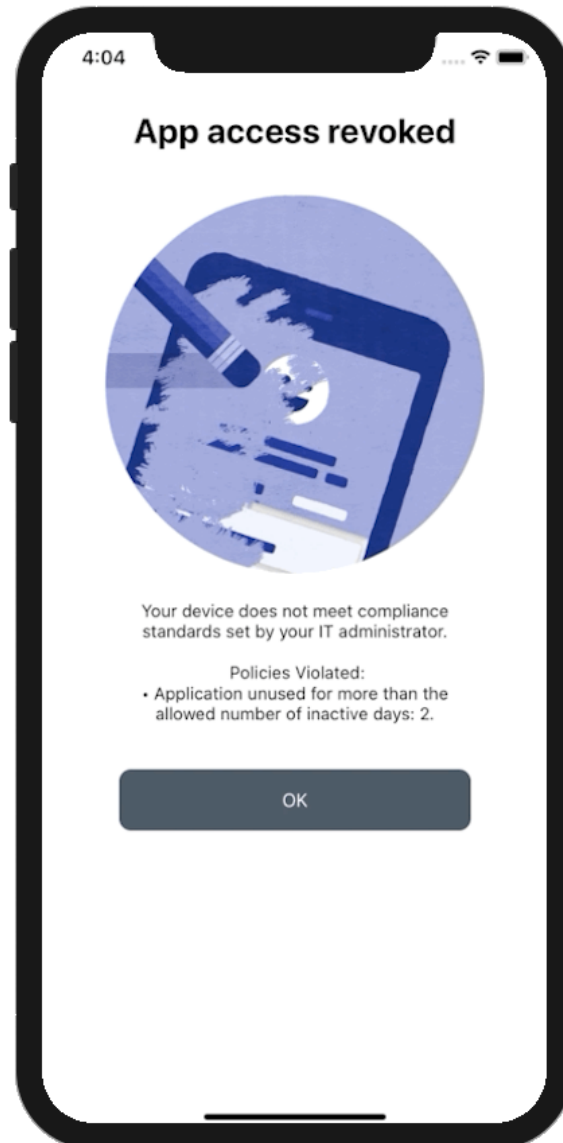 4:04
App access revoked
Your device does not meet compliance
standards set by your IT administrator.
Policies Violated:
• Application unused for more than the
allowed number of inactive days: 2.
OK